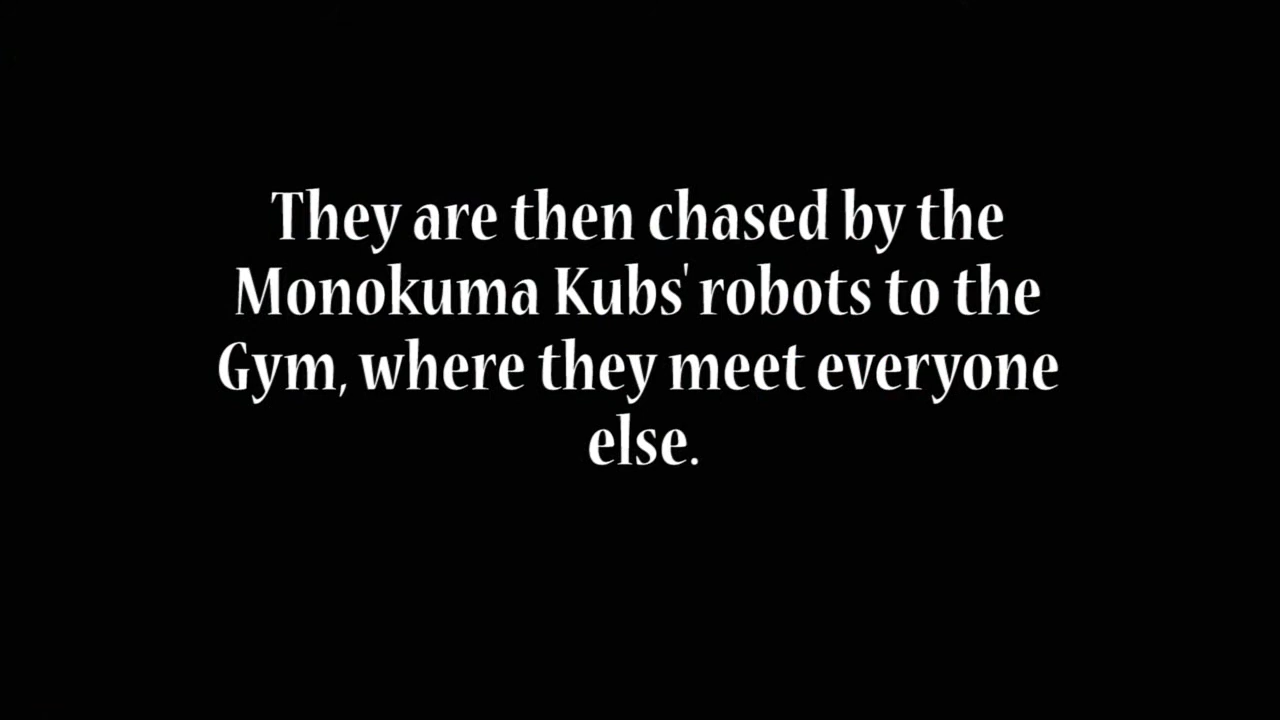 They are then chased by the
Monokuma Kubs' robots to the
Gym, where they meet everyone
else.